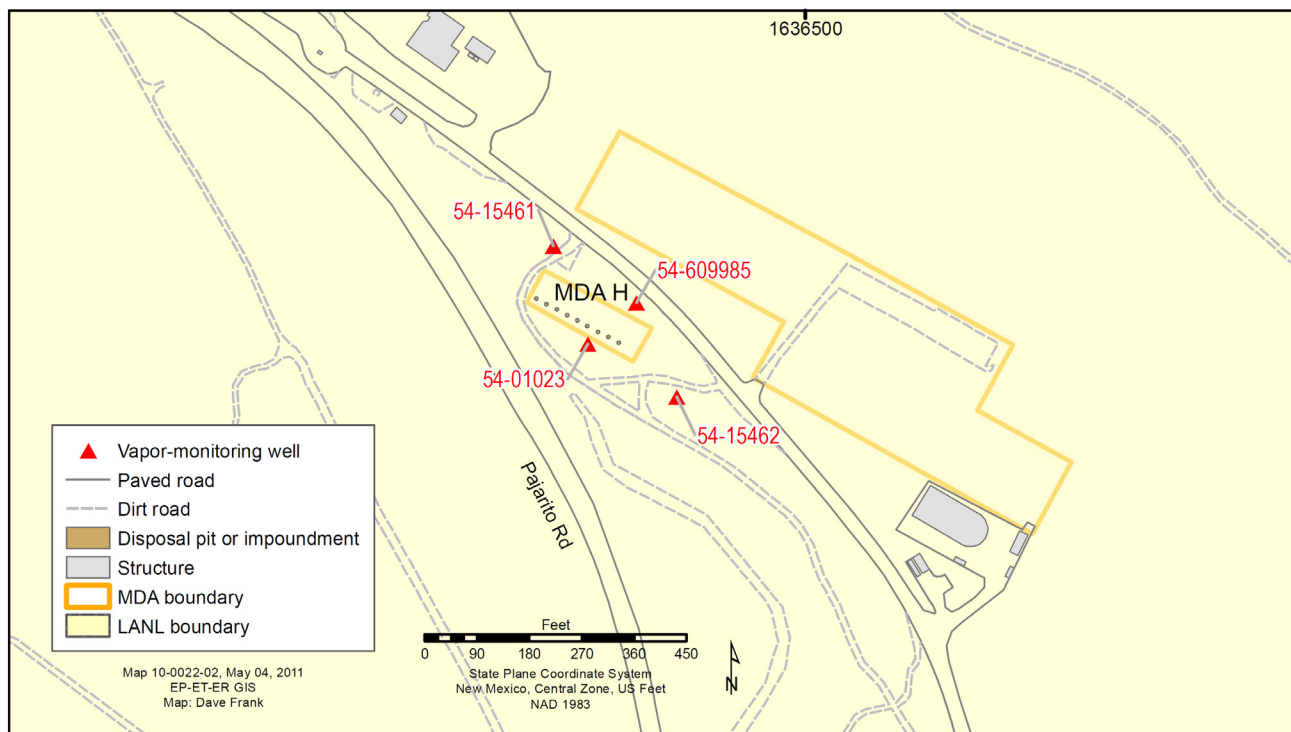 1636500
54-15461
54-609985
MDA H
54-01023
54-15462
Pajarito Rd
Vapor-monitoring well
Paved road
Dirt road
Disposal pit or impoundment
Structure
MDA boundary
LANL boundary
Map 10-0022-02, May 04, 2011
EP-ET-ER GIS
Map: Dave Frank
Feet
0 90 180 270 360 450
State Plane Coordinate System
New Mexico, Central Zone, US Feet
NAD 1983
N